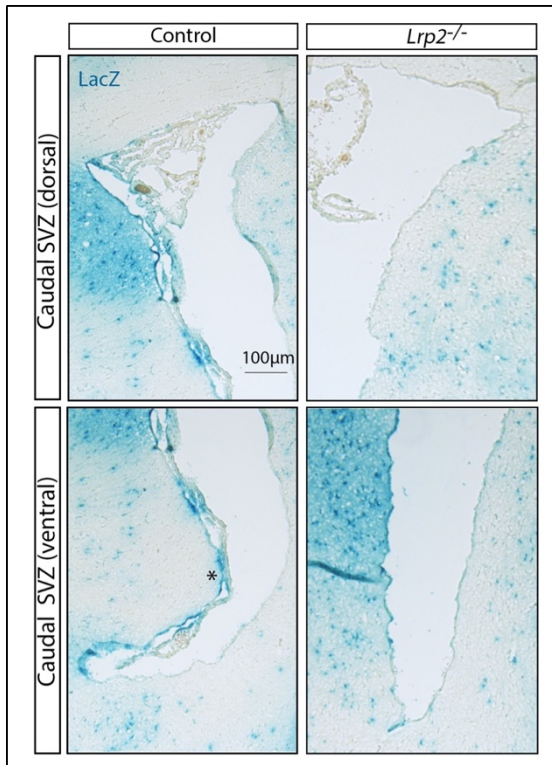 Control
Lrp2-/-
LacZ
Caudal SVZ (dorsal)
100µm
Caudal SVZ (ventral)
*